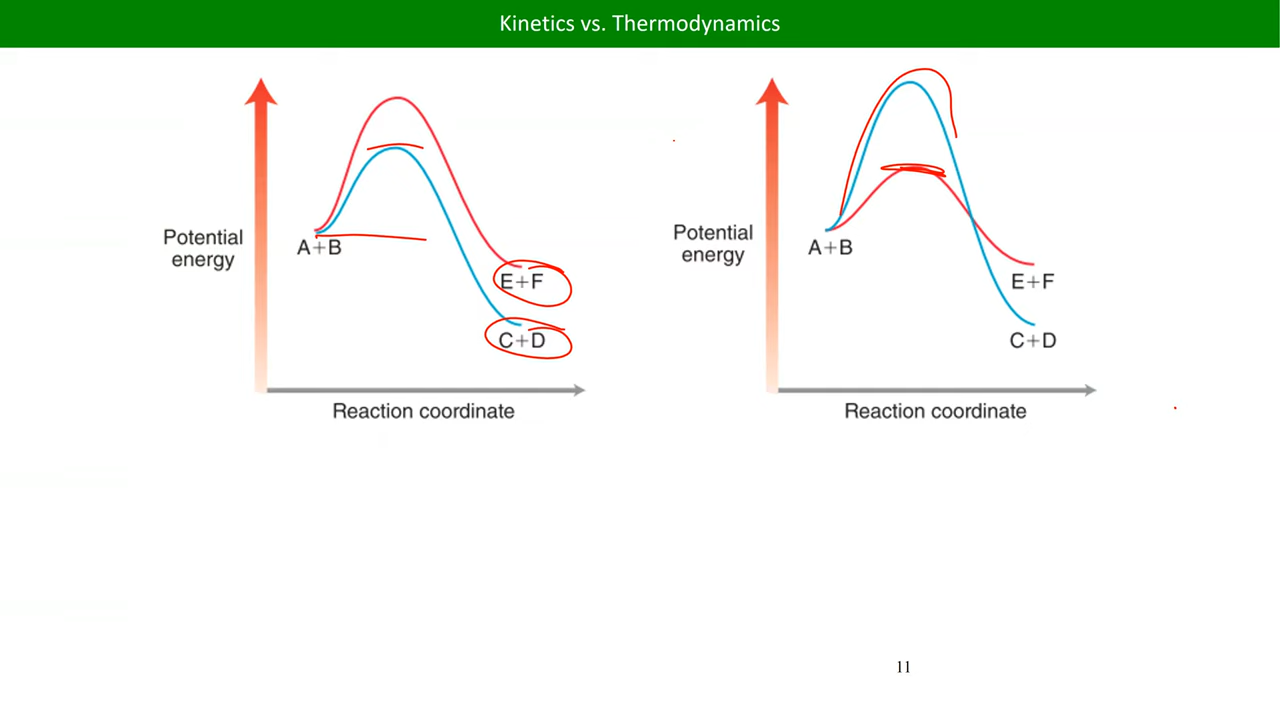 Kinetics vs. Thermodynamics
Potential
energy
A+B
E+F
C+D
Reaction coordinate
Potential
energy
A+B
E+F
C+D
Reaction coordinate
11